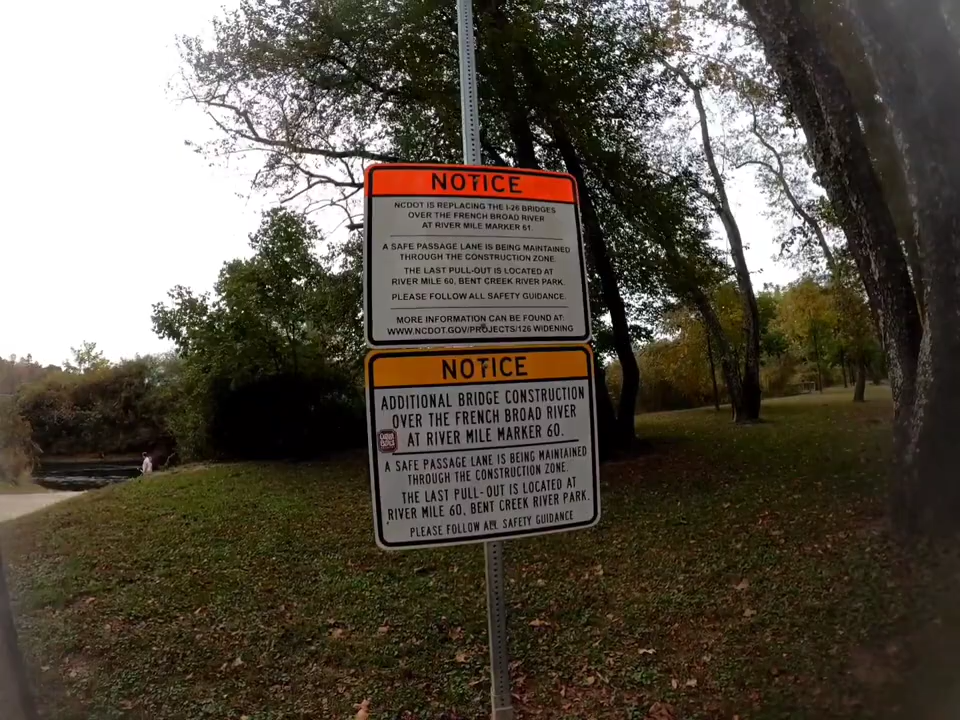 NOTICE
NCDOT IS REPLACING THE I-26 BRIDGES
OVER THE FRENCH BROAD RIVER
AT RIVER MILE MARKER 61.
A SAFE PASSAGE LANE IS BEING MAINTAINED
THROUGH THE CONSTRUCTION ZONE.
THE LAST PULL-OUT IS LOCATED AT
RIVER MILE 60, BENT CREEK RIVER PARK.
PLEASE FOLLOW ALL SAFETY GUIDANCE.
MORE INFORMATION CAN BE FOUND AT:
WWW.NCDOT.GOV/PROJECTS/126 WIDENING
NOTICE
ADDITIONAL BRIDGE CONSTRUCTION
OVER THE FRENCH BROAD RIVER
AT RIVER MILE MARKER 60.
A SAFE PASSAGE LANE IS BEING MAINTAINED
THROUGH THE CONSTRUCTION ZONE.
THE LAST PULL-OUT IS LOCATED AT
RIVER MILE 60, BENT CREEK RIVER PARK.
PLEASE FOLLOW ALL SAFETY GUIDANCE